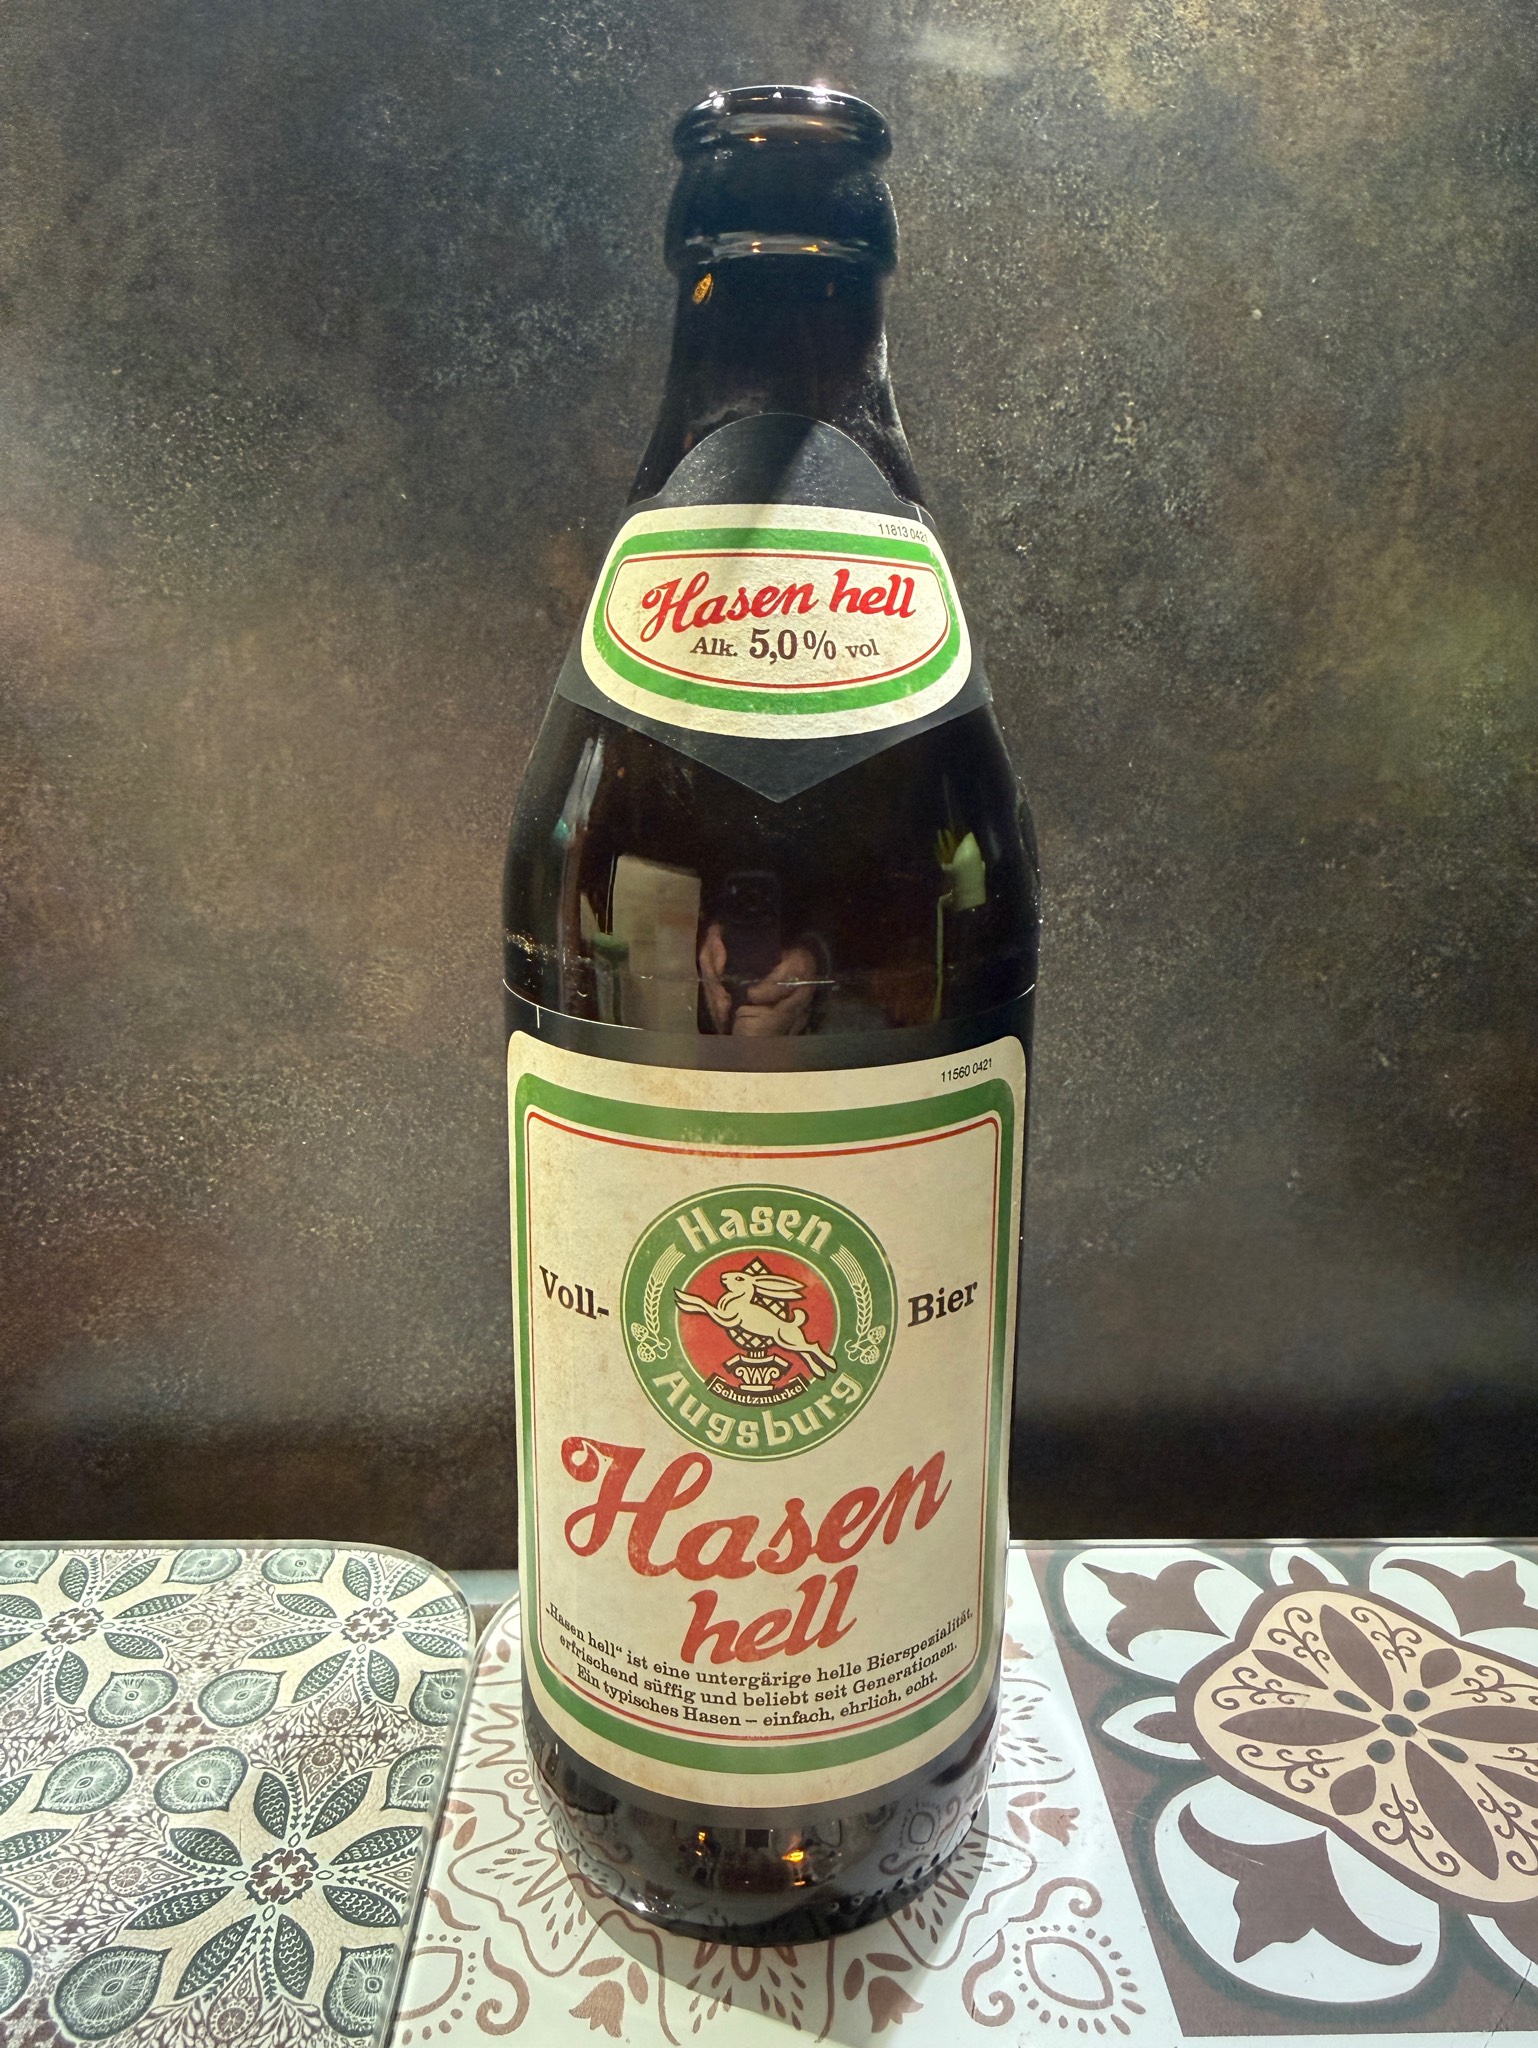 11813 0421
Hasen hell
Alk. 5,0% vol
11560 0421
Hasen
Voll-
Bier
W
Schutzmarke
Augsburg
Hasen
hell
„Hasen hell“ ist eine untergärige helle Bierspezialität,
erfrischend süffig und beliebt seit Generationen.
Ein typisches Hasen – einfach, ehrlich, echt.